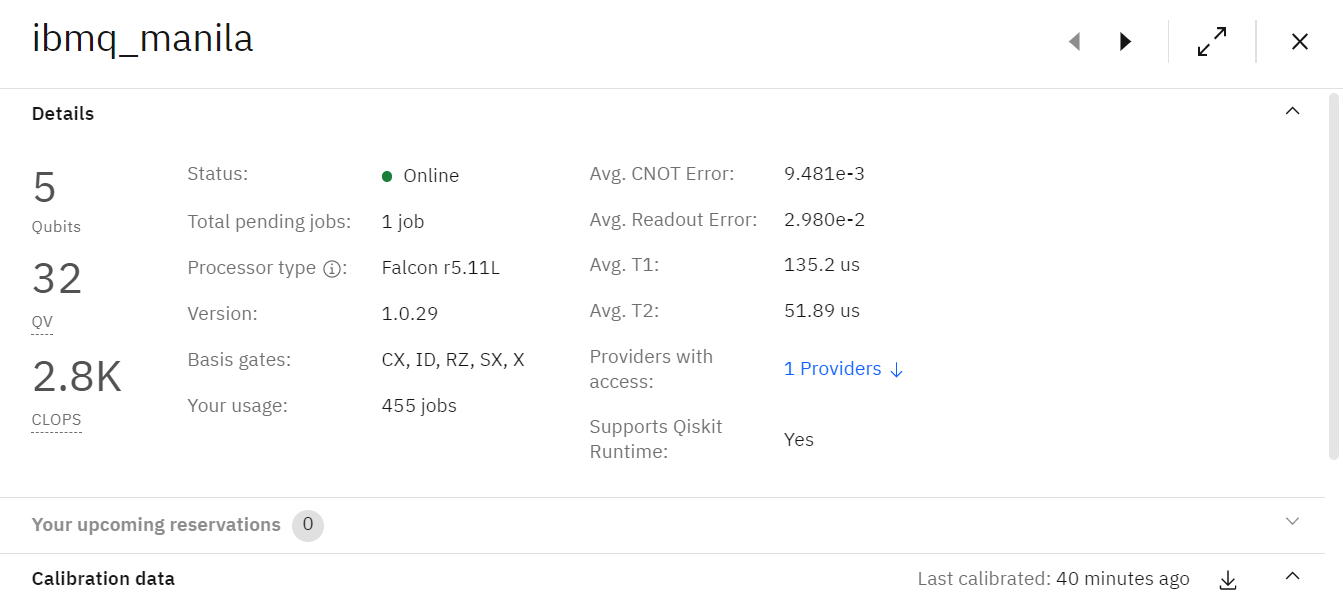 ibmq_manila
Details
5
Qubits
32
QV
2.8K
CLOPS
Status: Online
Total pending jobs: 1 job
Processor type : Falcon r5.11L
Version: 1.0.29
Basis gates: CX, ID, RZ, SX, X
Your usage: 455 jobs
Avg. CNOT Error: 9.481e-3
Avg. Readout Error: 2.980e-2
Avg. T1: 135.2 us
Avg. T2: 51.89 us
Providers with
access:
1 Providers ↓
Supports Qiskit
Runtime:
Yes
Your upcoming reservations 0
Calibration data
Last calibrated: 40 minutes ago